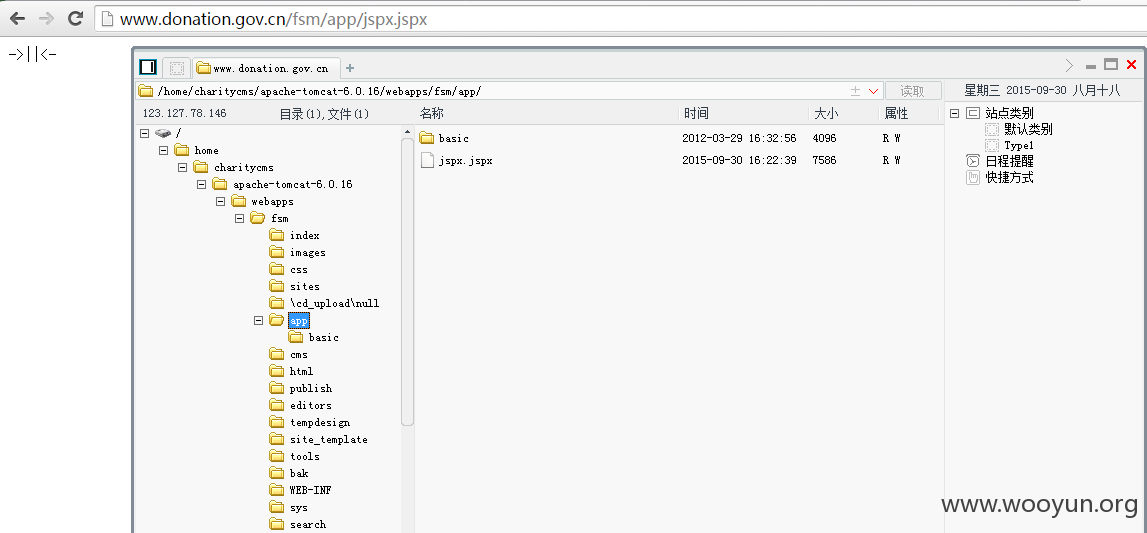 www.donation.gov.cn/fsm/app/jspx.jspx
->||<-
www.donation.gov.cn
/home/charitycms/apache-tomcat-6.0.16/webapps/fsm/app/
读取
星期三 2015-09-30 八月十八
123.127.78.146
目录(1),文件(1)
名称 时间 大小 属性
/
home
charitycms
apache-tomcat-6.0.16
webapps
fsm
index
images
css
sites
\cd_upload\null
app
basic
cms
html
publish
editors
tempdesign
site_template
tools
bak
WEB-INF
sys
search
basic 2012-03-29 16:32:56 4096 R W
jspx.jspx 2015-09-30 16:22:39 7586 R W
站点类别
默认类别
Type1
日程提醒
快捷方式
www.wooyun.org